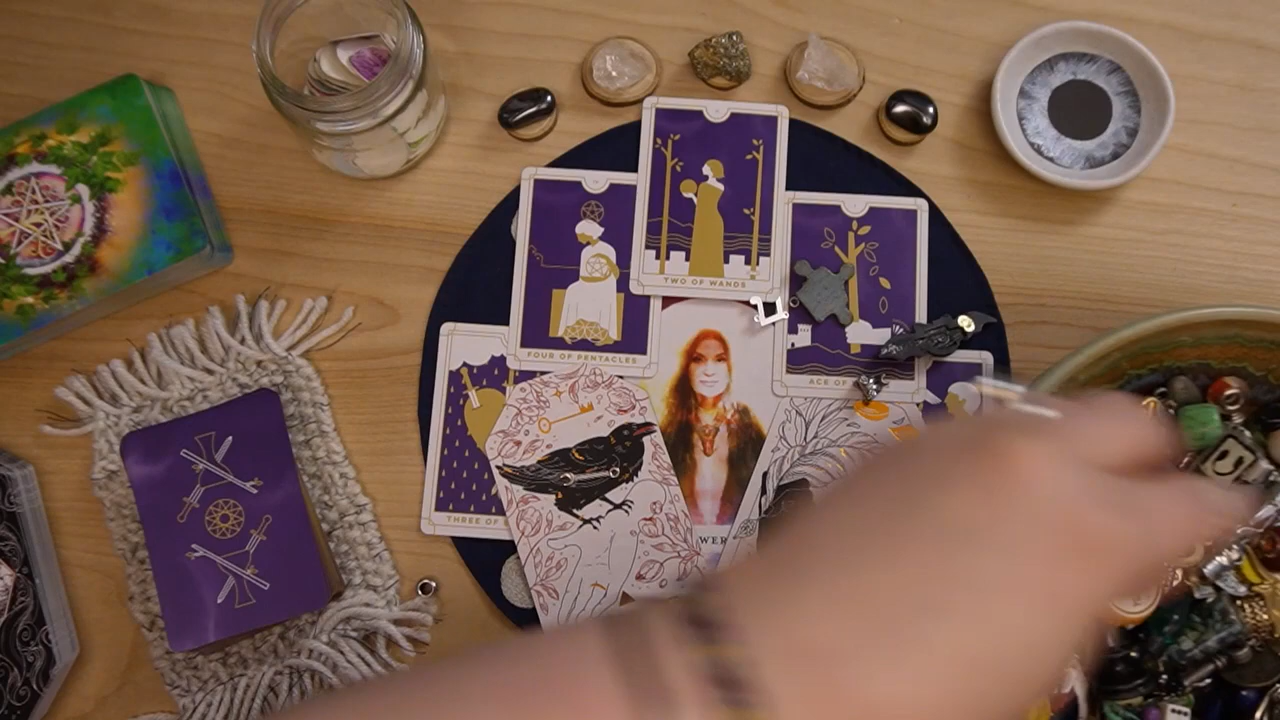 TWO OF WANDS
FOUR OF PENTACLES
ACE OF
THREE OF
WER